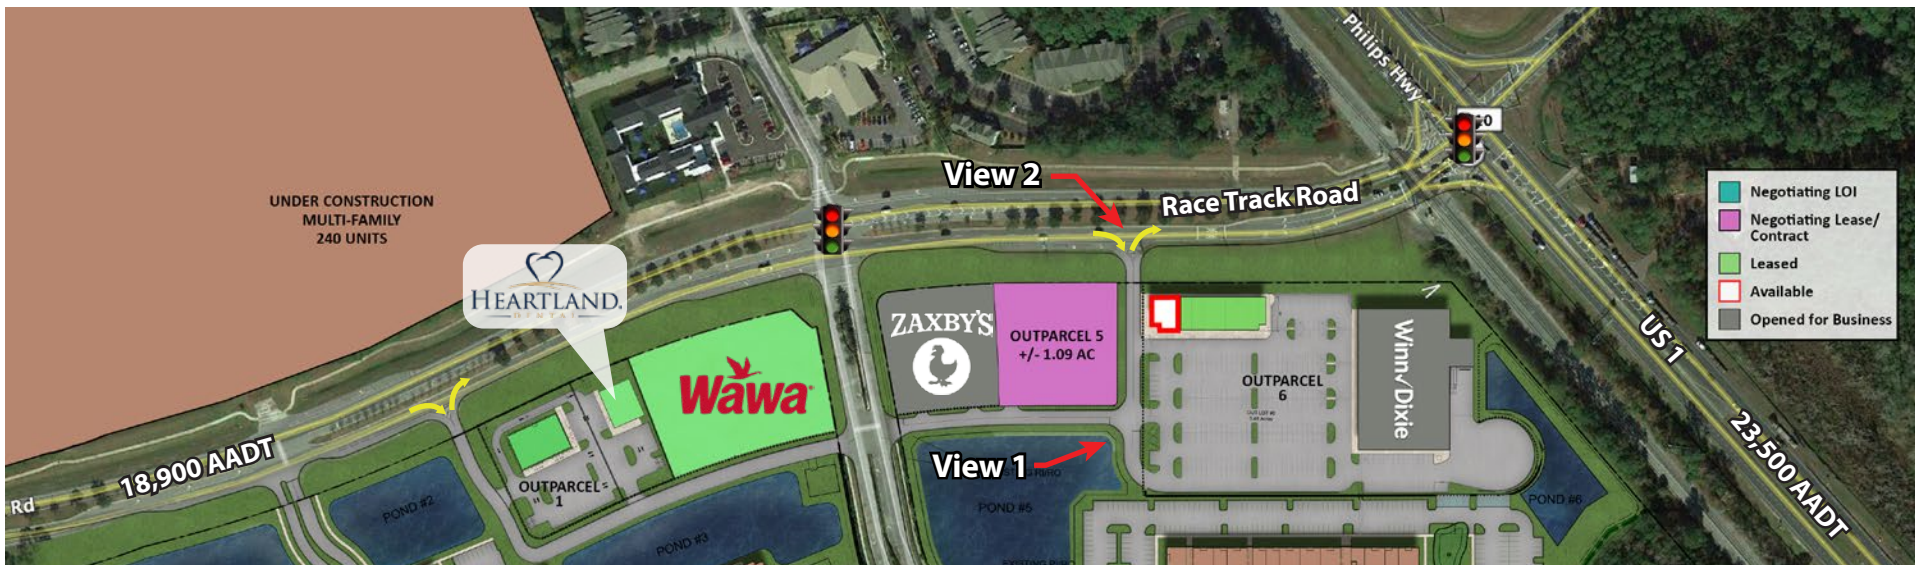 Philips Hwy
10
View 2
Race Track Road
Negotiating LOI
Negotiating Lease/
Contract
Leased
Available
Opened for Business
UNDER CONSTRUCTION
MULTI-FAMILY
240 UNITS
HEARTLAND.
DENTAL
Wawa
ZAXBY'S
OUTPARCEL 5
+/- 1.09 AC
OUTPARCEL
6
Winn Dixie
US 1
23,500 AADT
18,900 AADT
Rd
View 1
OUTPARCEL
1
POND #2
POND #3
POND #5
POND #6